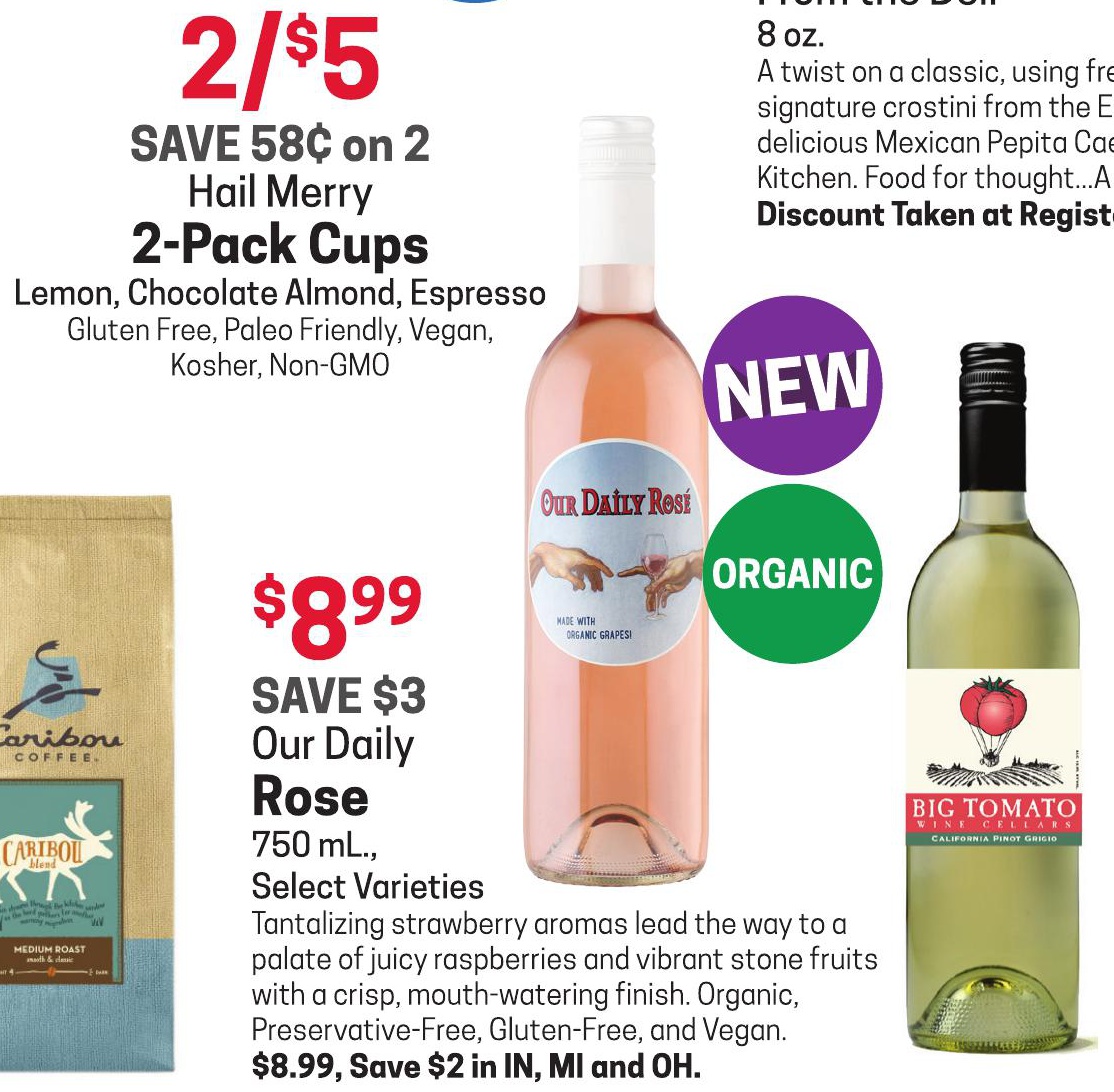 2/$5
SAVE 58¢ on 2
Hail Merry
2-Pack Cups
Lemon, Chocolate Almond, Espresso
Gluten Free, Paleo Friendly, Vegan,
Kosher, Non-GMO
8 oz.
A twist on a classic, using
signature crostini from the
delicious Mexican Pepita
Kitchen. Food for thought...A
Discount Taken at
NEW
ORGANIC
OUR DAILY ROSÉ
MADE WITH
ORGANIC GRAPES!
$8.99
SAVE $3
Our Daily
Rose
750 mL.,
Select Varieties
Tantalizing strawberry aromas lead the way to a
palate of juicy raspberries and vibrant stone fruits
with a crisp, mouth-watering finish. Organic,
Preservative-Free, Gluten-Free, and Vegan.
$8.99, Save $2 in IN, MI and OH.
Caribou
COFFEE
CARIBOU
blend
MEDIUM ROAST
smooth & classic
DARK
BIG TOMATO
WINE CELLARS
CALIFORNIA PINOT GRIGIO